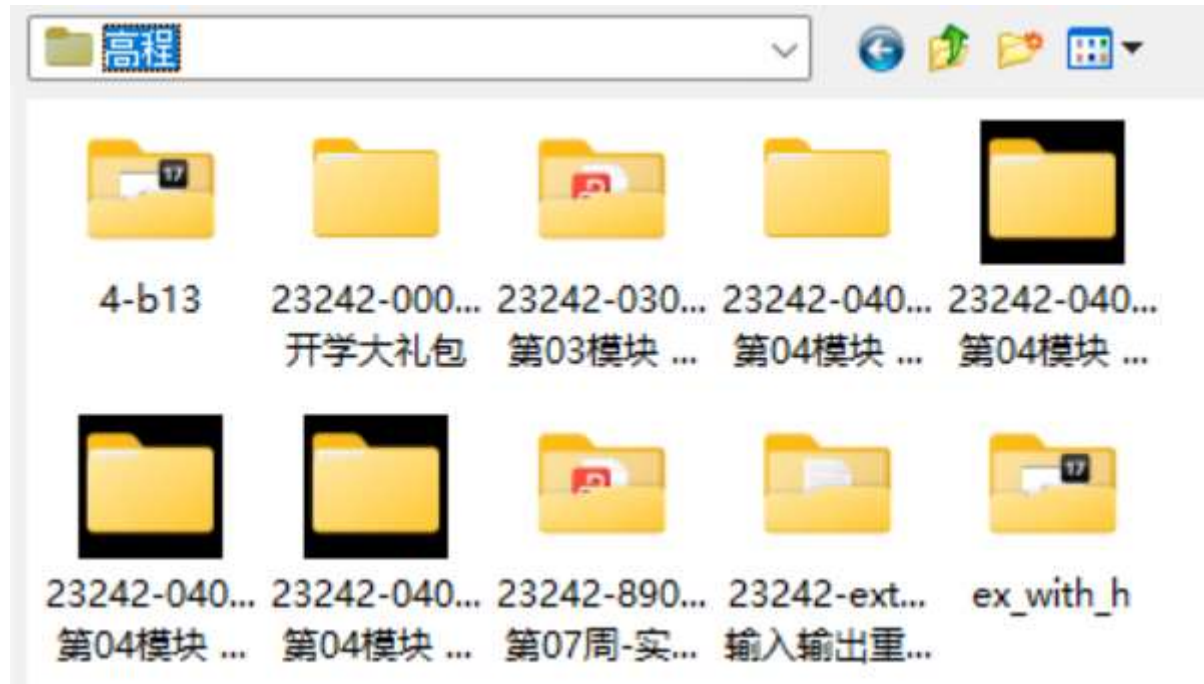 高程
17
4-b13 23242-000... 23242-030... 23242-040... 23242-040...
开学大礼包 第03模块 ... 第04模块 ... 第04模块 ...
17
23242-040... 23242-040... 23242-890... 23242-ext... ex_with_h
第04模块 ... 第04模块 ... 第07周-实... 输入输出重...